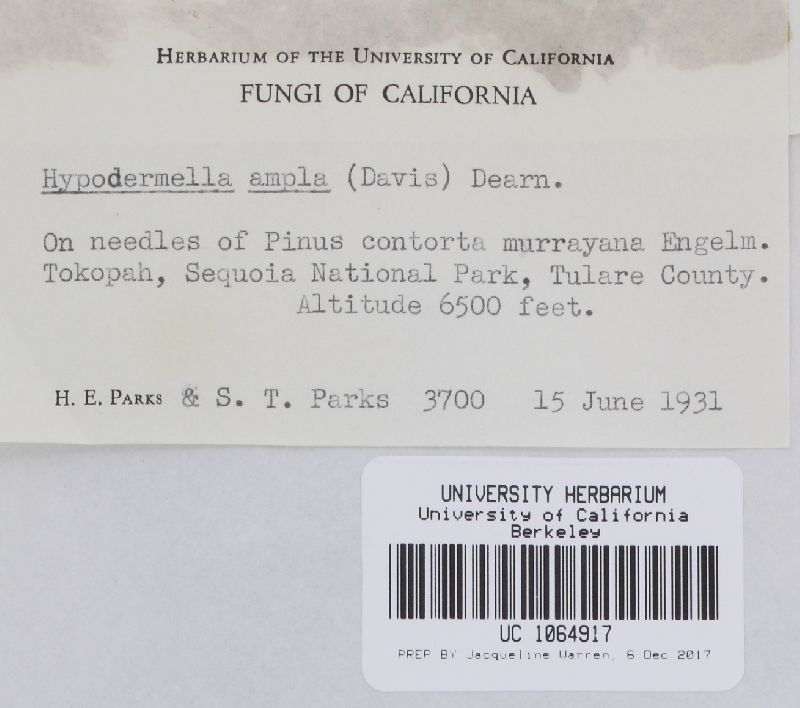 HERBARIUM OF THE UNIVERSITY OF CALIFORNIA
FUNGI OF CALIFORNIA
Hypodermella ampla (Davis) Dearn.
On needles of Pinus contorta murrayana Engelm.
Tokopah, Sequoia National Park, Tulare County.
Altitude 6500 feet.
H. E. PARKS & S. T. Parks 3700 15 June 1931
UNIVERSITY HERBARIUM
University of California
Berkeley
UC 1064917
PREP BY Jacqueline Warren, 6 Dec 2017